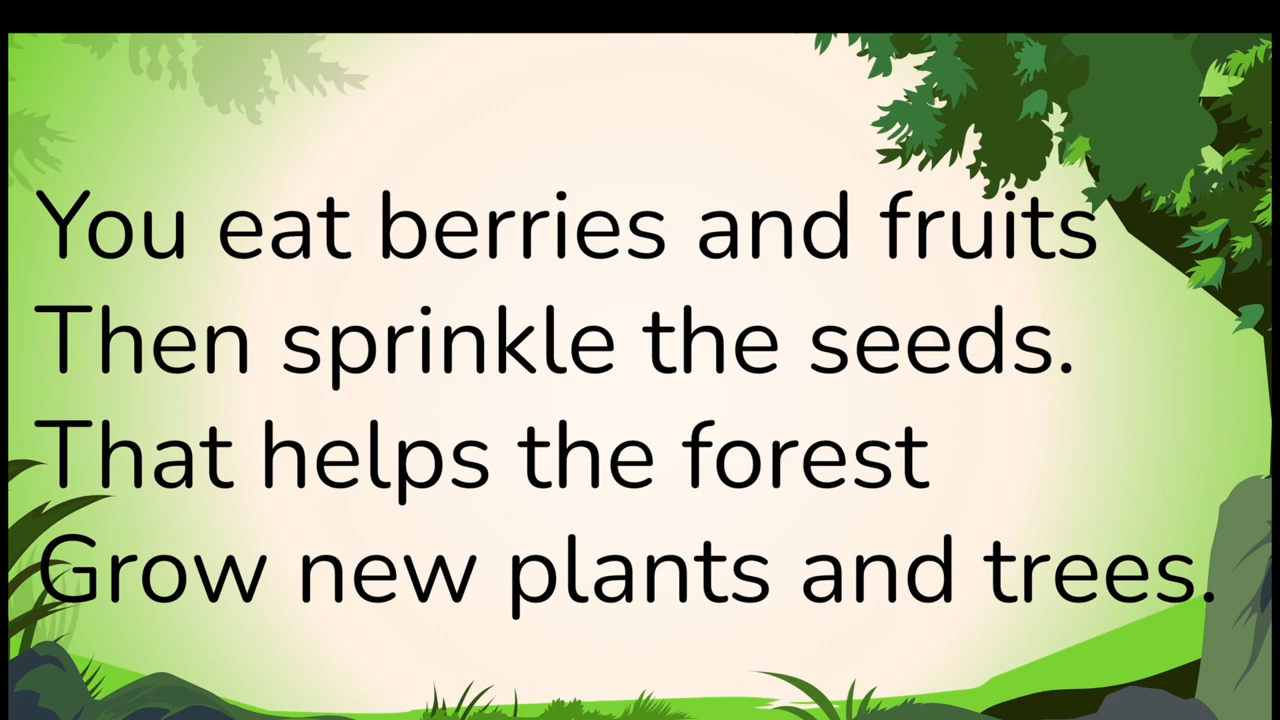 You eat berries and fruits
Then sprinkle the seeds.
That helps the forest
Grow new plants and trees.